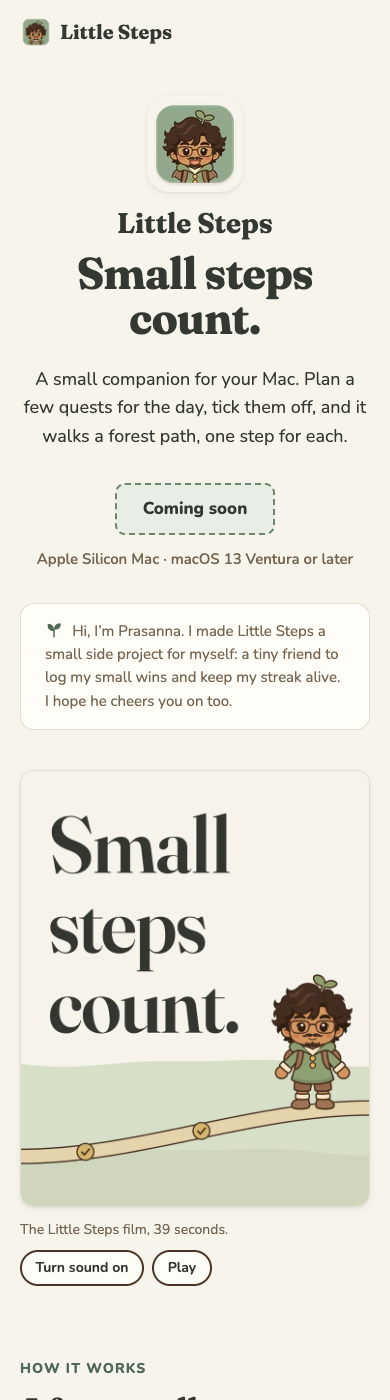 Little Steps
Little Steps
Small steps
count.
A small companion for your Mac. Plan a
few quests for the day, tick them off, and it
walks a forest path, one step for each.
Coming soon
Apple Silicon Mac · macOS 13 Ventura or later
Hi, I’m Prasanna. I made Little Steps a
small side project for myself: a tiny friend to
log my small wins and keep my streak alive.
I hope he cheers you on too.
Small
steps
count.
The Little Steps film, 39 seconds.
Turn sound on
Play
HOW IT WORKS